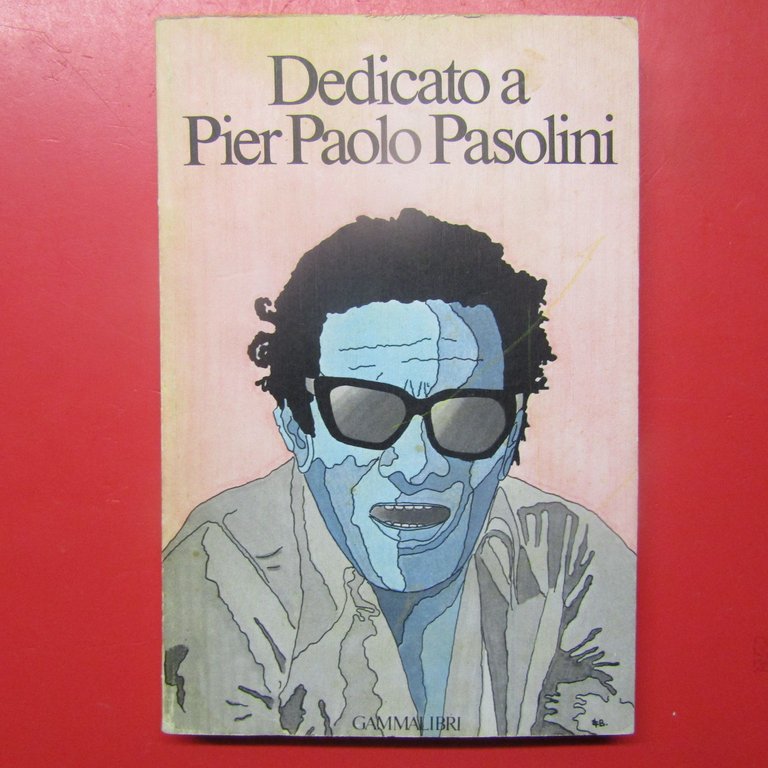 Dedicato a
Pier Paolo Pasolini
GAMMALIBRI